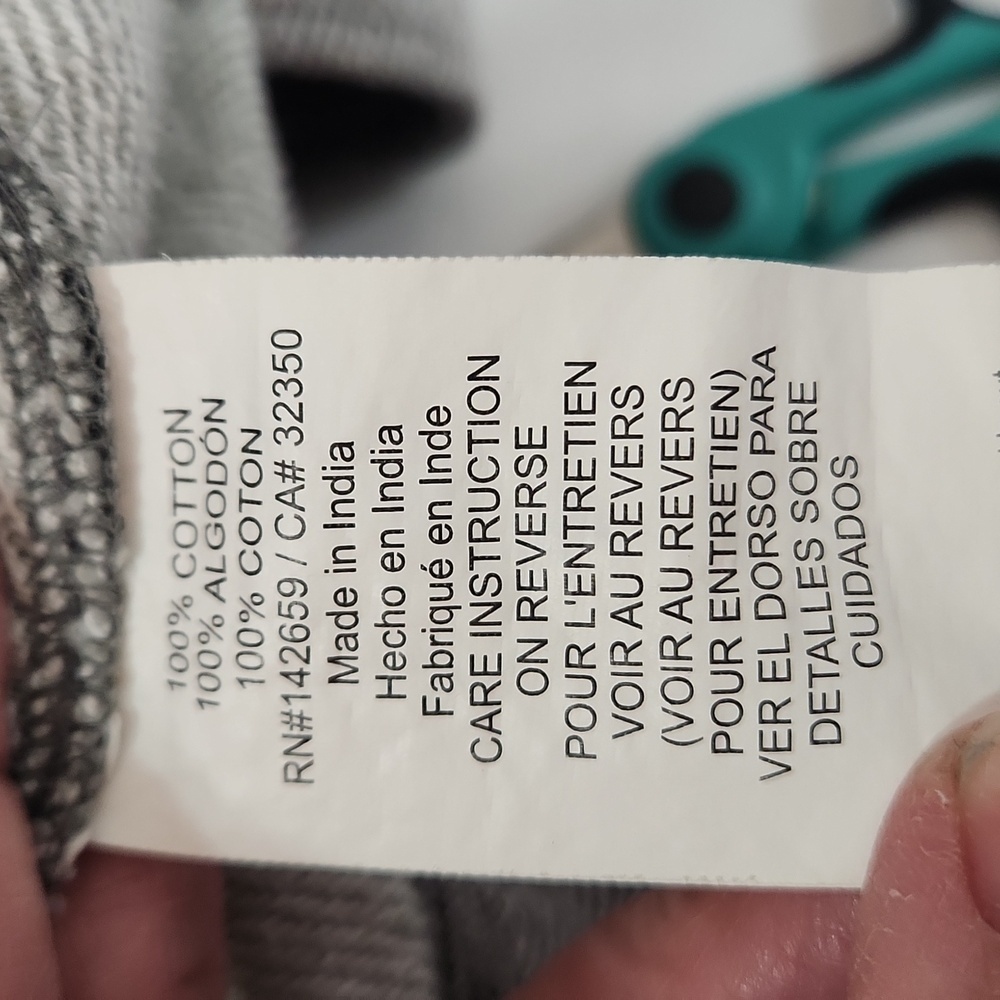 100% COTTON
100% ALGODÓN
100% COTON
RN#142659 / CA# 32350
Made in India
Hecho en India
Fabriqué en Inde
CARE INSTRUCTION
ON REVERSE
POUR L'ENTRETIEN
VOIR AU REVERS
(VOIR AU REVERS
POUR ENTRETIEN)
VER EL DORSO PARA
DETALLES SOBRE
CUIDADOS